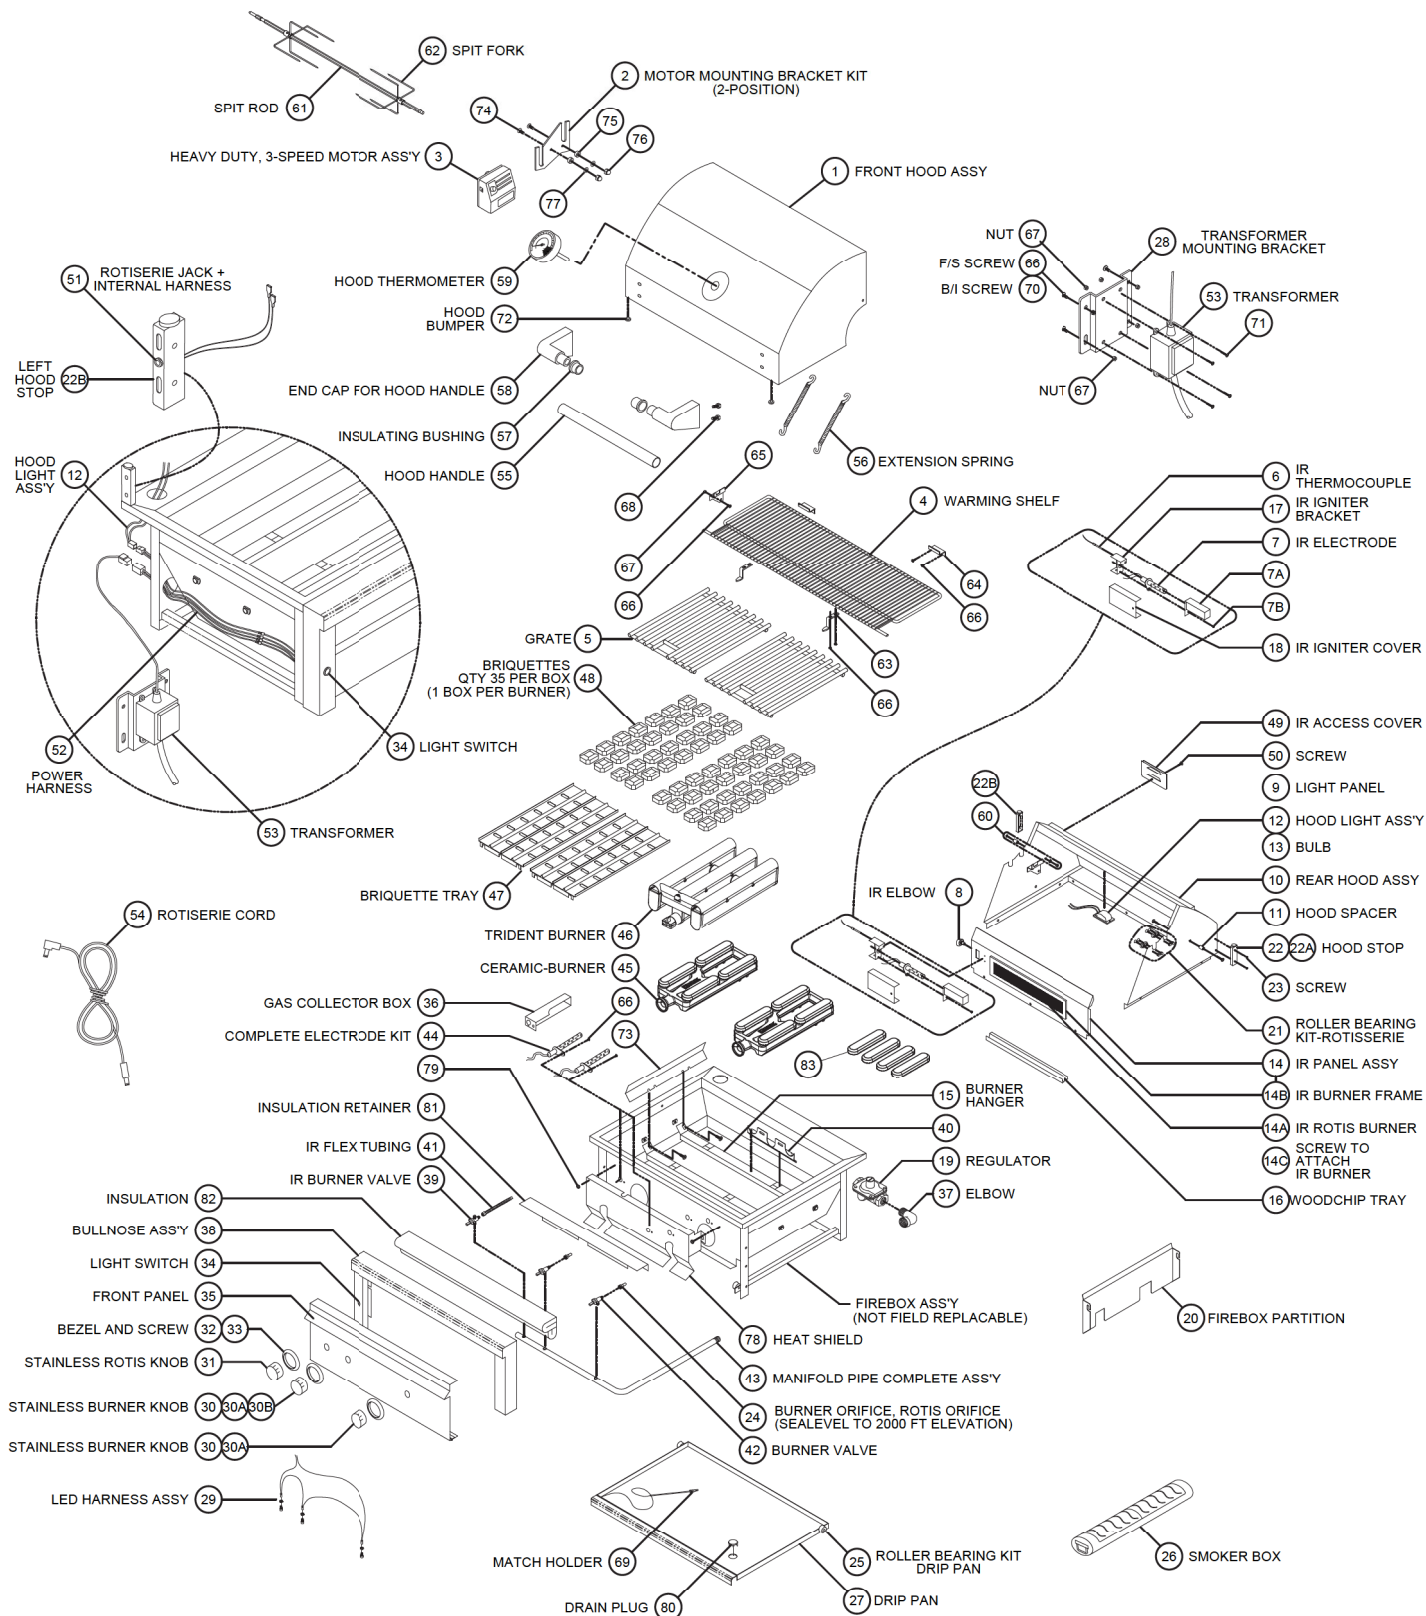 62 SPIT FORK
2 MOTOR MOUNTING BRACKET KIT
(2-POSITION)
SPIT ROD 61
74
75
76
HEAVY DUTY, 3-SPEED MOTOR ASS'Y 3
77
1 FRONT HOOD ASSY
NUT 67
28 TRANSFORMER
MOUNTING BRACKET
F/S SCREW 66
B/I SCREW 70
53 TRANSFORMER
71
NUT 67
51 ROTISERIE JACK +
INTERNAL HARNESS
HOOD THERMOMETER 59
HOOD
BUMPER 72
LEFT
HOOD
STOP 22B
END CAP FOR HOOD HANDLE 58
INSULATING BUSHING 57
HOOD HANDLE 55
68
56 EXTENSION SPRING
HOOD
LIGHT
ASS'Y 12
65
67
66
4 WARMING SHELF
64
66
63
66
6 IR
THERMOCOUPLE
17 IR IGNITER
BRACKET
7 IR ELECTRODE
7A
7B
18 IR IGNITER COVER
GRATE 5
BRIQUETTES
QTY 35 PER BOX
(1 BOX PER BURNER) 48
52
POWER
HARNESS
34 LIGHT SWITCH
53 TRANSFORMER
49 IR ACCESS COVER
50 SCREW
9 LIGHT PANEL
22B
60
12 HOOD LIGHT ASS'Y
13 BULB
10 REAR HOOD ASSY
11 HOOD SPACER
22 22A HOOD STOP
23 SCREW
21 ROLLER BEARING
KIT-ROTISSERIE
14 IR PANEL ASSY
14B IR BURNER FRAME
14A IR ROTIS BURNER
14C SCREW TO
ATTACH
IR BURNER
16 WOODCHIP TRAY
BRIQUETTE TRAY 47
IR ELBOW 8
54 ROTISERIE CORD
TRIDENT BURNER 46
CERAMIC-BURNER 45
GAS COLLECTOR BOX 36
66
COMPLETE ELECTRODE KIT 44
73
79
83
INSULATION RETAINER 81
15 BURNER
HANGER
40
IR FLEX TUBING 41
19 REGULATOR
IR BURNER VALVE 39
37 ELBOW
INSULATION 82
BULLNOSE ASS'Y 38
LIGHT SWITCH 34
FRONT PANEL 35
BEZEL AND SCREW 32 33
STAINLESS ROTIS KNOB 31
STAINLESS BURNER KNOB 30 30A 30B
STAINLESS BURNER KNOB 30 30A
LED HARNESS ASSY 29
FIREBOX ASS'Y
(NOT FIELD REPLACABLE)
20 FIREBOX PARTITION
78 HEAT SHIELD
43 MANIFOLD PIPE COMPLETE ASS'Y
24 BURNER ORIFICE, ROTIS ORIFICE
(SEALEVEL TO 2000 FT ELEVATION)
42 BURNER VALVE
MATCH HOLDER 69
25 ROLLER BEARING KIT
DRIP PAN
26 SMOKER BOX
27 DRIP PAN
DRAIN PLUG 80